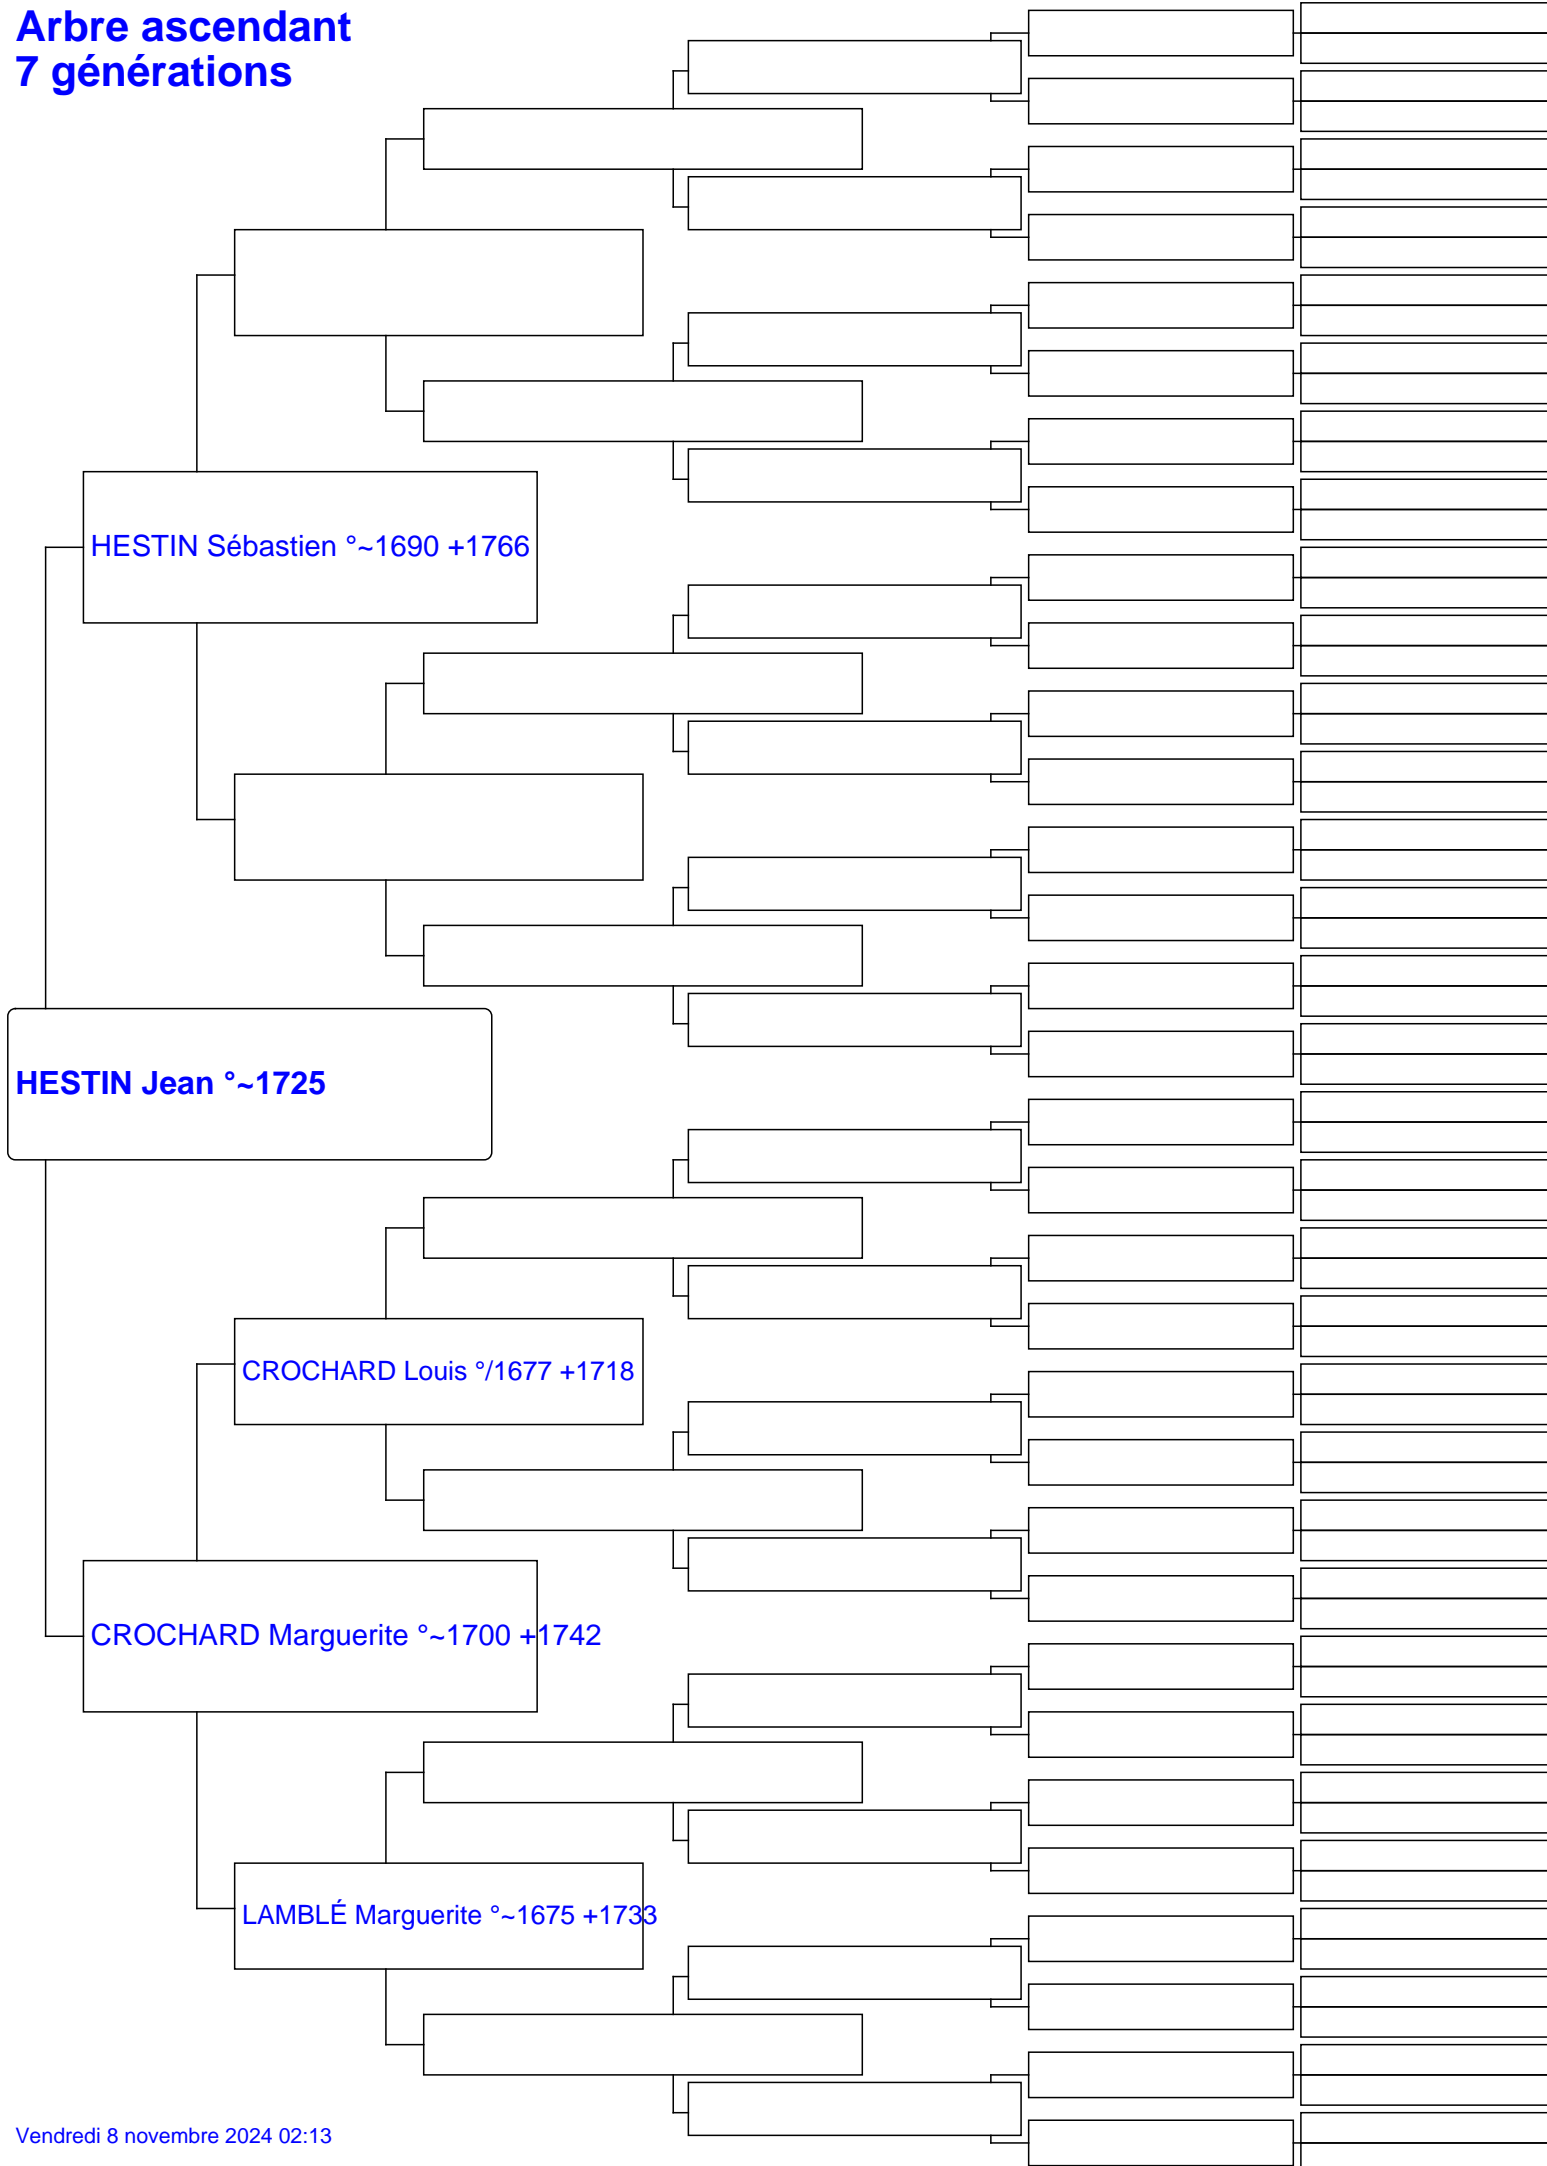 Arbre ascendant
7 générations
HESTIN Sébastien °~1690 +1766
HESTIN Jean °~1725
CROCHARD Louis °/1677 +1718
CROCHARD Marguerite °~1700 +1742
LAMBLÉ Marguerite °~1675 +1733
Vendredi 8 novembre 2024 02:13